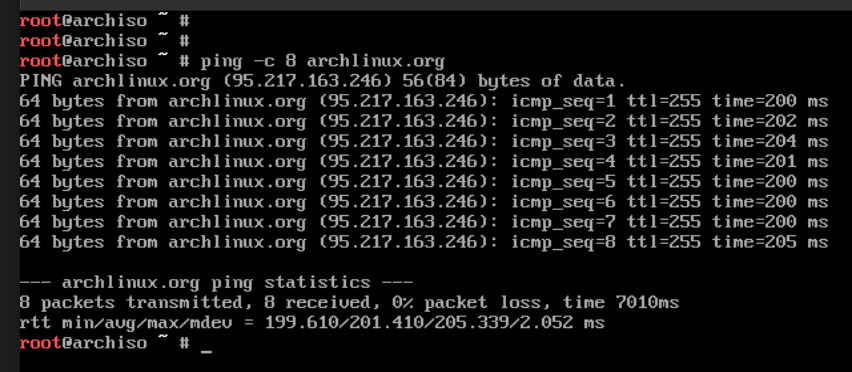 root@archiso ~ #
root@archiso ~ #
root@archiso ~ # ping -c 8 archlinux.org
PING archlinux.org (95.217.163.246) 56(84) bytes of data.
64 bytes from archlinux.org (95.217.163.246): icmp_seq=1 ttl=255 time=200 ms
64 bytes from archlinux.org (95.217.163.246): icmp_seq=2 ttl=255 time=202 ms
64 bytes from archlinux.org (95.217.163.246): icmp_seq=3 ttl=255 time=204 ms
64 bytes from archlinux.org (95.217.163.246): icmp_seq=4 ttl=255 time=201 ms
64 bytes from archlinux.org (95.217.163.246): icmp_seq=5 ttl=255 time=200 ms
64 bytes from archlinux.org (95.217.163.246): icmp_seq=6 ttl=255 time=200 ms
64 bytes from archlinux.org (95.217.163.246): icmp_seq=7 ttl=255 time=200 ms
64 bytes from archlinux.org (95.217.163.246): icmp_seq=8 ttl=255 time=205 ms
--- archlinux.org ping statistics ---
8 packets transmitted, 8 received, 0% packet loss, time 7010ms
rtt min/avg/max/mdev = 199.610/201.410/205.339/2.052 ms
root@archiso ~ # _